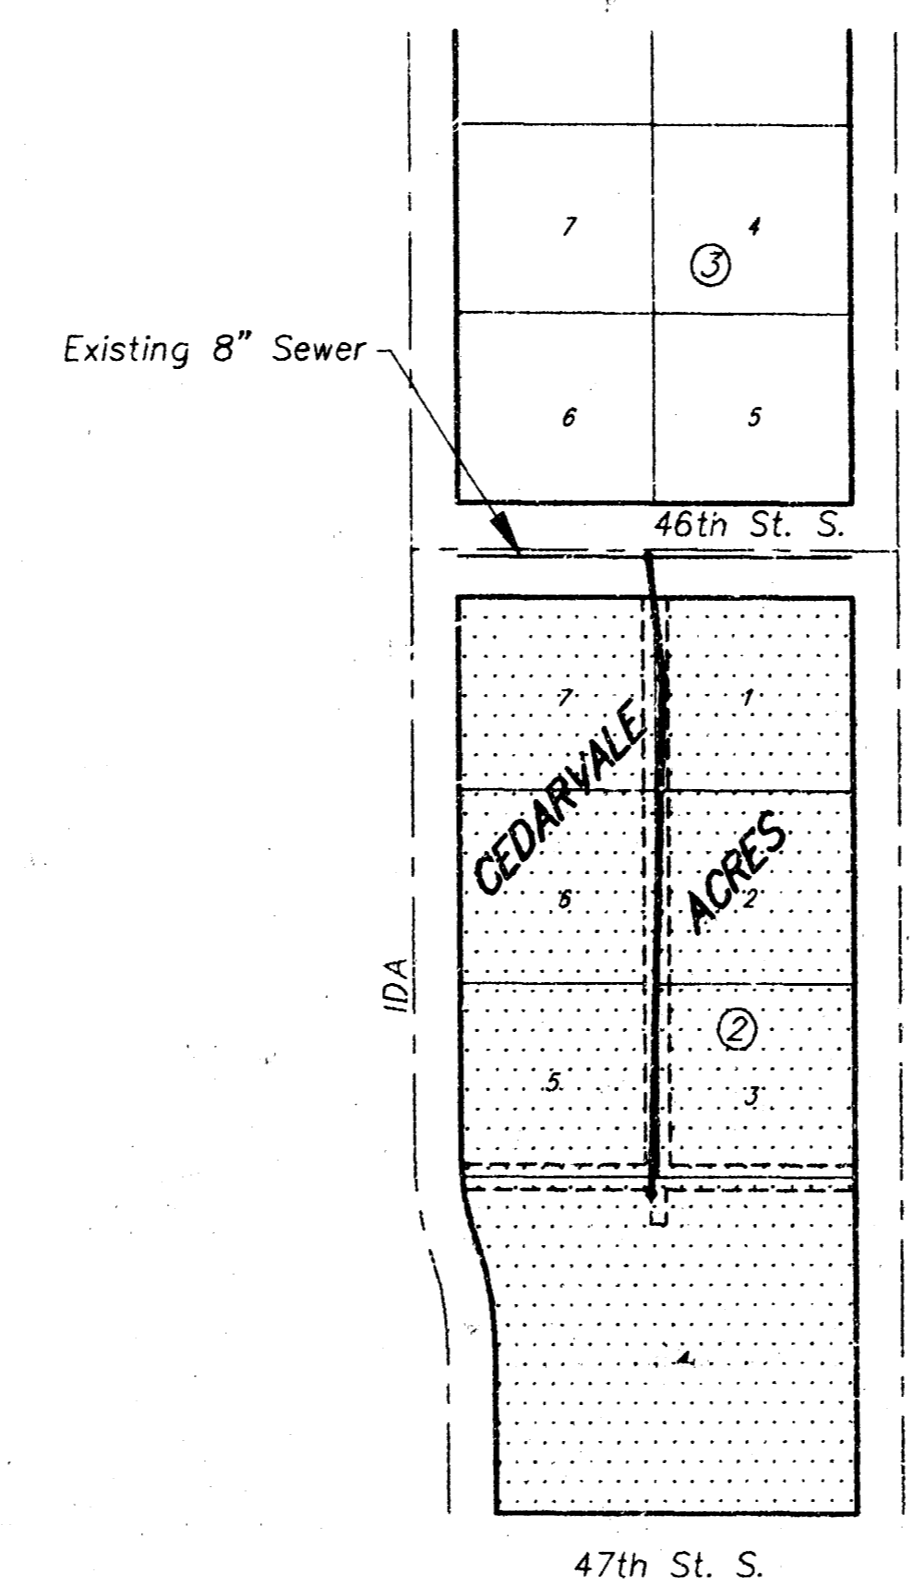 7 4
3
Existing 8" Sewer
6 5
46th St. S.
7 1
CEDARVALE
ACRES
6 2
IDA
2
5 3
4
47th St. S.